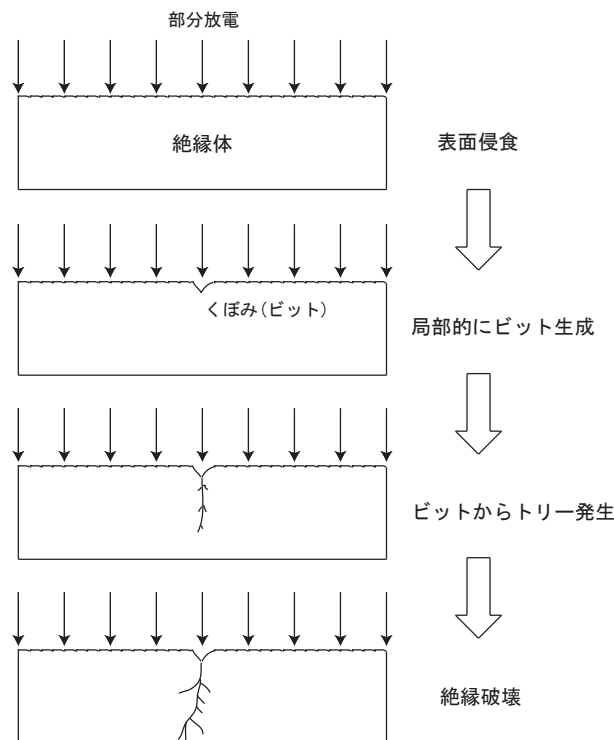 部分放電
絶縁体
表面侵食
くぼみ(ビット)
局部的にビット生成
ビットからトリー発生
絶縁破壊